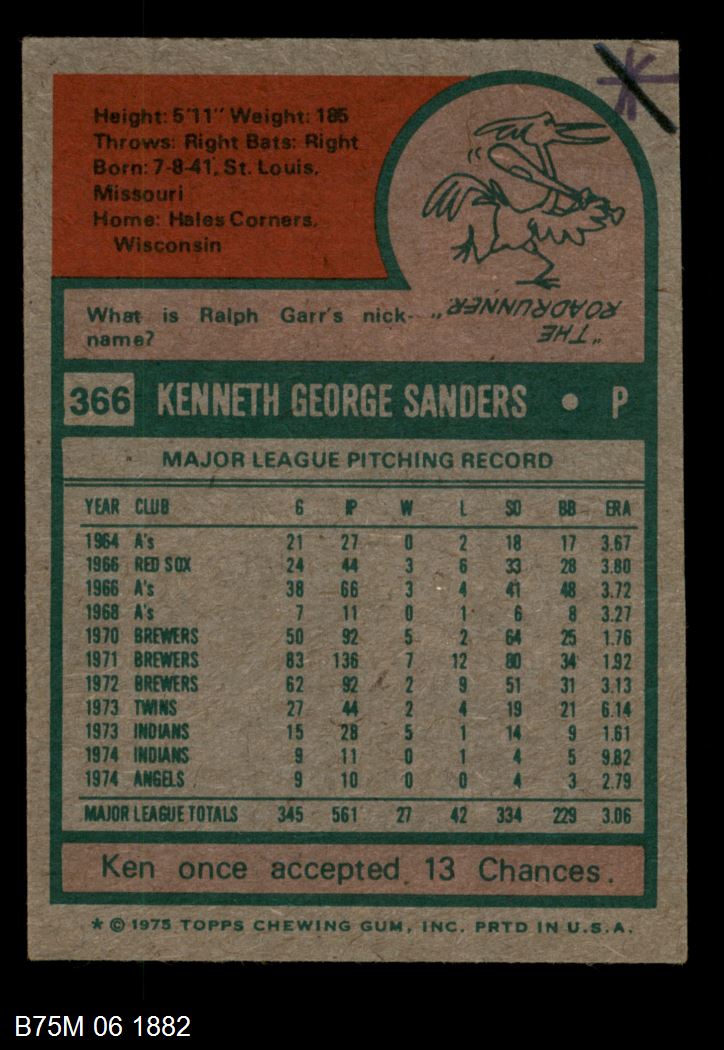 Height: 5'11" Weight: 185
Throws: Right Bats: Right
Born: 7-8-41, St. Louis,
Missouri
Home: Hales Corners,
Wisconsin
What is Ralph Garr's nick-
name?
"THE
ROADRUNNER"
366 KENNETH GEORGE SANDERS • P
MAJOR LEAGUE PITCHING RECORD
YEAR CLUB G IP W L SO BB ERA
1964 A's 21 27 0 2 18 17 3.67
1966 RED SOX 24 44 3 6 33 28 3.80
1966 A's 38 66 3 4 41 48 3.72
1968 A's 7 11 0 1 6 8 3.27
1970 BREWERS 50 92 5 2 64 25 1.76
1971 BREWERS 83 136 7 12 80 34 1.92
1972 BREWERS 62 92 2 9 51 31 3.13
1973 TWINS 27 44 2 4 19 21 6.14
1973 INDIANS 15 28 5 1 14 9 1.61
1974 INDIANS 9 11 0 1 4 5 9.82
1974 ANGELS 9 10 0 0 4 3 2.79
MAJOR LEAGUE TOTALS 345 561 27 42 334 229 3.06
Ken once accepted 13 Chances.
* © 1975 TOPPS CHEWING GUM, INC. PRTD IN U.S.A.
B75M 06 1882